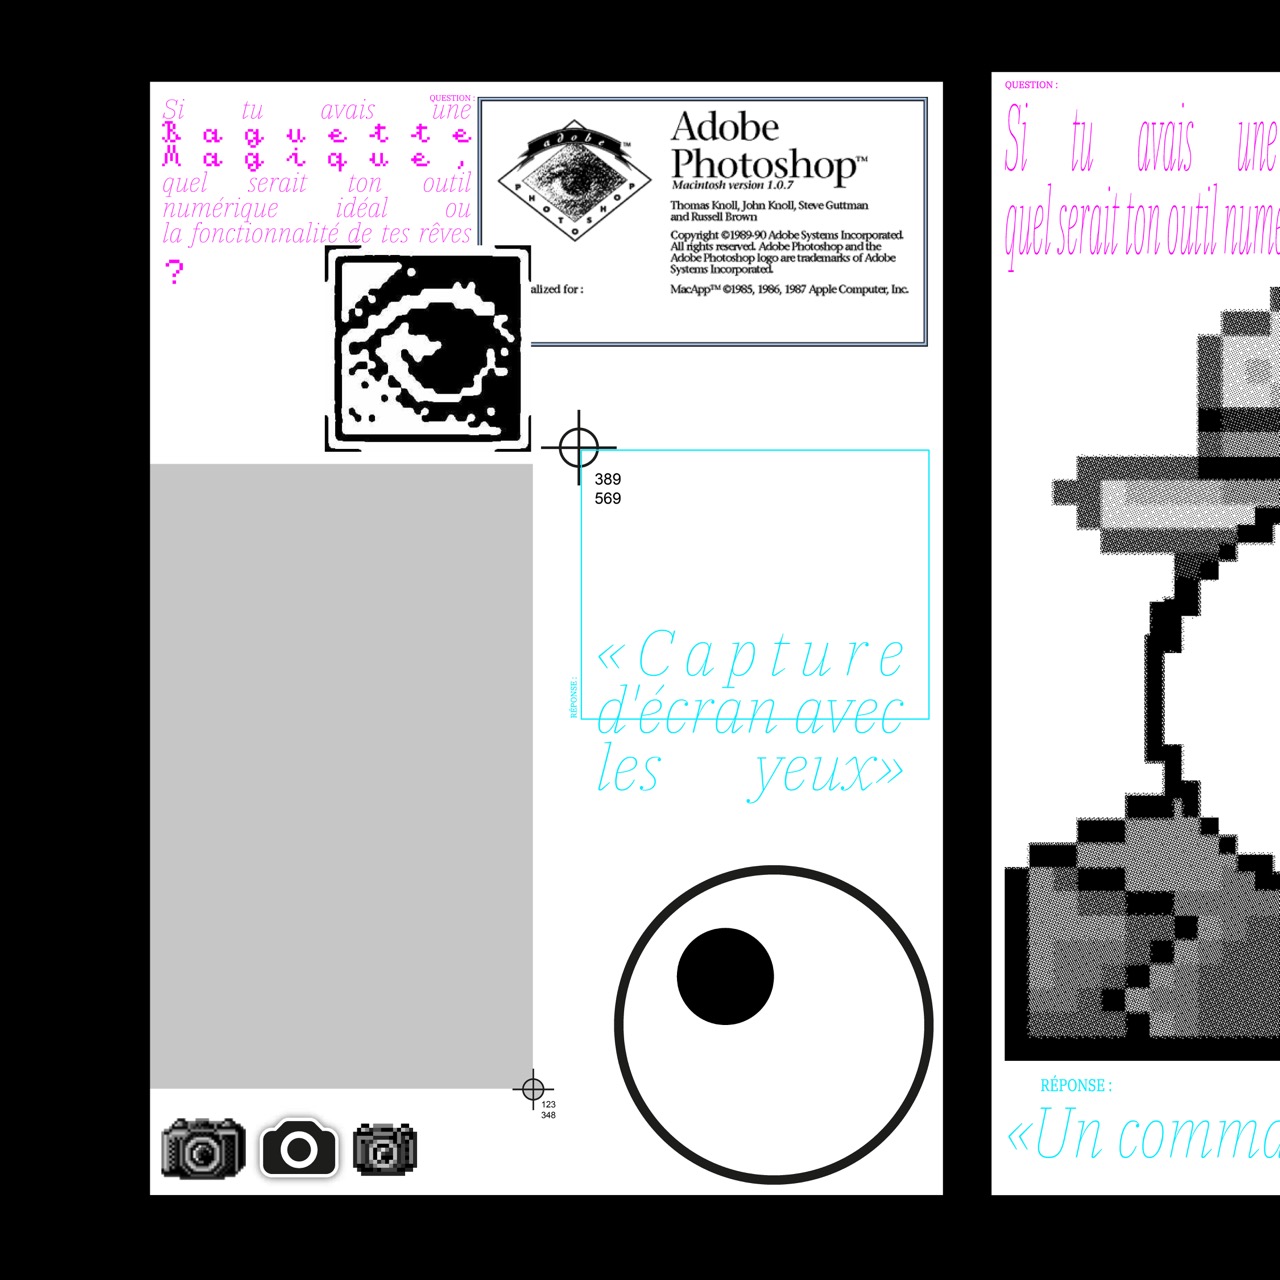 QUESTION :
Si tu avais une
Baguette
Magique,
quel serait ton outil
numérique idéal ou
la fonctionnalité de tes rêves
?
adobe™
PHOTOSHOP
Adobe
Photoshop™
Macintosh version 1.0.7
Thomas Knoll, John Knoll, Steve Guttman
and Russell Brown
Copyright ©1989-90 Adobe Systems Incorporated.
All rights reserved. Adobe Photoshop and the
Adobe Photoshop logo are trademarks of Adobe
Systems Incorporated.
alized for :
MacApp™ ©1985, 1986, 1987 Apple Computer, Inc.
389
569
RÉPONSE :
«Capture
d'écran avec
les yeux»
123
348
QUESTION :
Si tu avais une
quel serait ton outil numé
RÉPONSE :
«Un comma